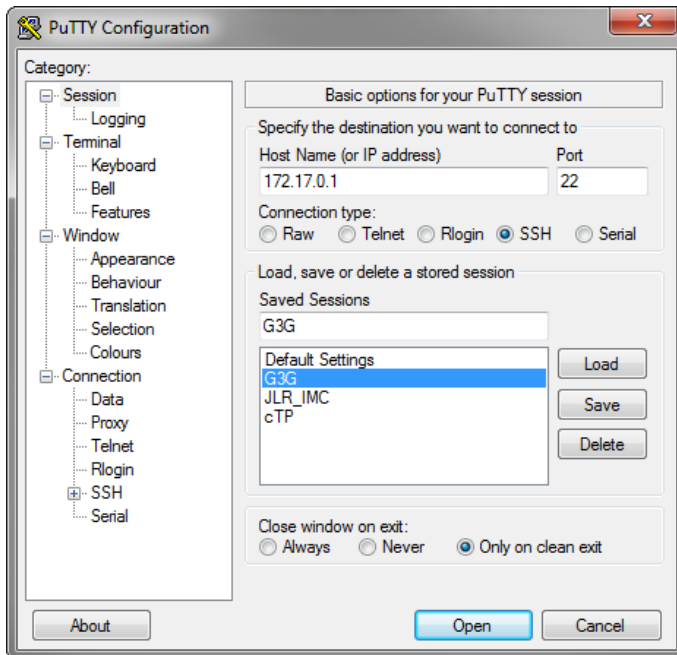 PuTTY Configuration
Category:
Session
Logging
Terminal
Keyboard
Bell
Features
Window
Appearance
Behaviour
Translation
Selection
Colours
Connection
Data
Proxy
Telnet
Rlogin
SSH
Serial
Basic options for your PuTTY session
Specify the destination you want to connect to
Host Name (or IP address) Port
172.17.0.1 22
Connection type:
Raw Telnet Rlogin SSH Serial
Load, save or delete a stored session
Saved Sessions
G3G
Default Settings
G3G
JLR_IMC
cTP
Load
Save
Delete
Close window on exit:
Always Never Only on clean exit
About Open Cancel